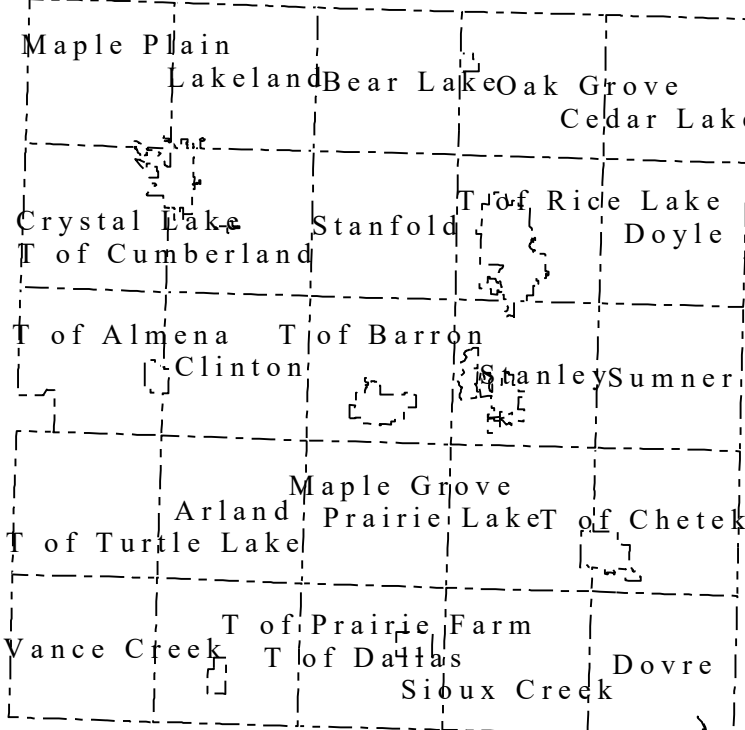 Maple Plain
Lakeland
Bear Lake
Oak Grove
Cedar Lake
T of Rice Lake
Crystal Lake
Stanfold
Doyle
T of Cumberland
T of Almena
T of Barron
Clinton
Stanley
Sumner
Maple Grove
Arland
Prairie Lake
T of Chetek
T of Turtle Lake
T of Prairie Farm
Vance Creek
T of Dallas
Dovre
Sioux Creek